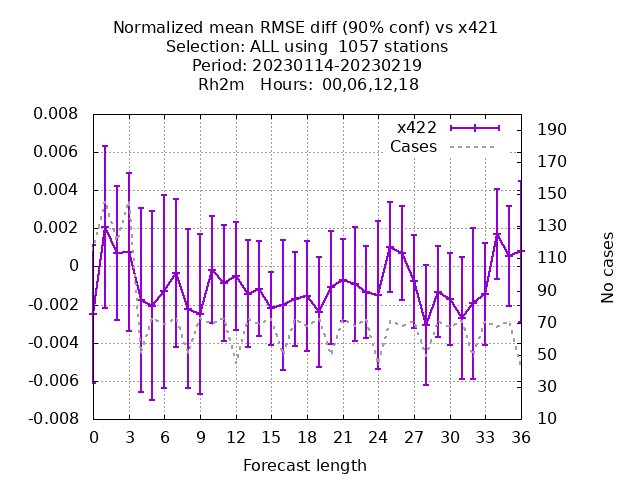 Normalized mean RMSE diff (90% conf) vs x421
Selection: ALL using  1057 stations
Period: 20230114-20230219
Rh2m   Hours:  00,06,12,18
x422
Cases
0.008
0.006
0.004
0.002
0
-0.002
-0.004
-0.006
-0.008
190
170
150
130
110
90
70
50
30
10
No cases
0 3 6 9 12 15 18 21 24 27 30 33 36
Forecast length